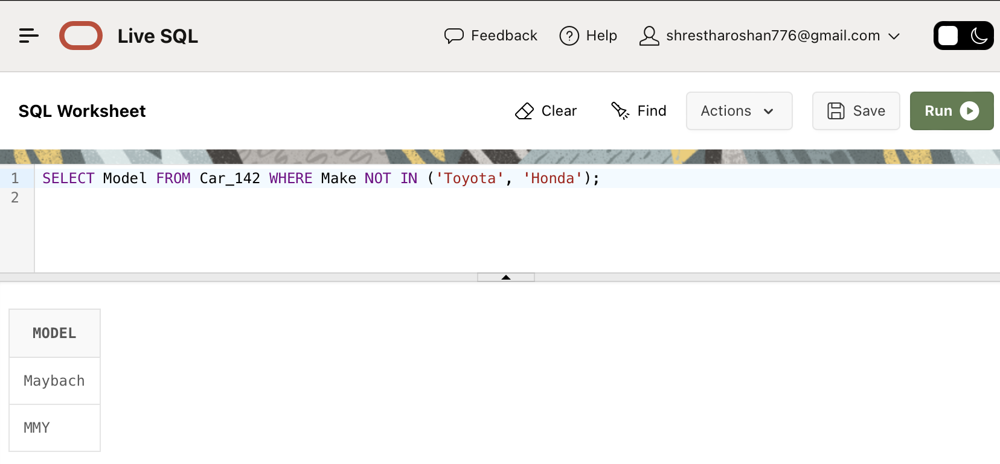 Live SQL Feedback Help shrestharoshan776@gmail.com
SQL Worksheet Clear Find Actions Save Run
1 SELECT Model FROM Car_142 WHERE Make NOT IN ('Toyota', 'Honda');
2
MODEL
Maybach
MMY